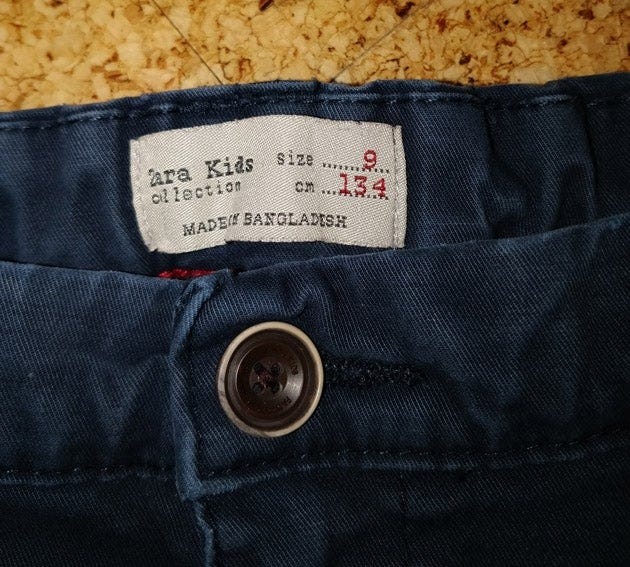 Zara Kids Size ......... 9
collection cm ...134
MADE IN BANGLADESH